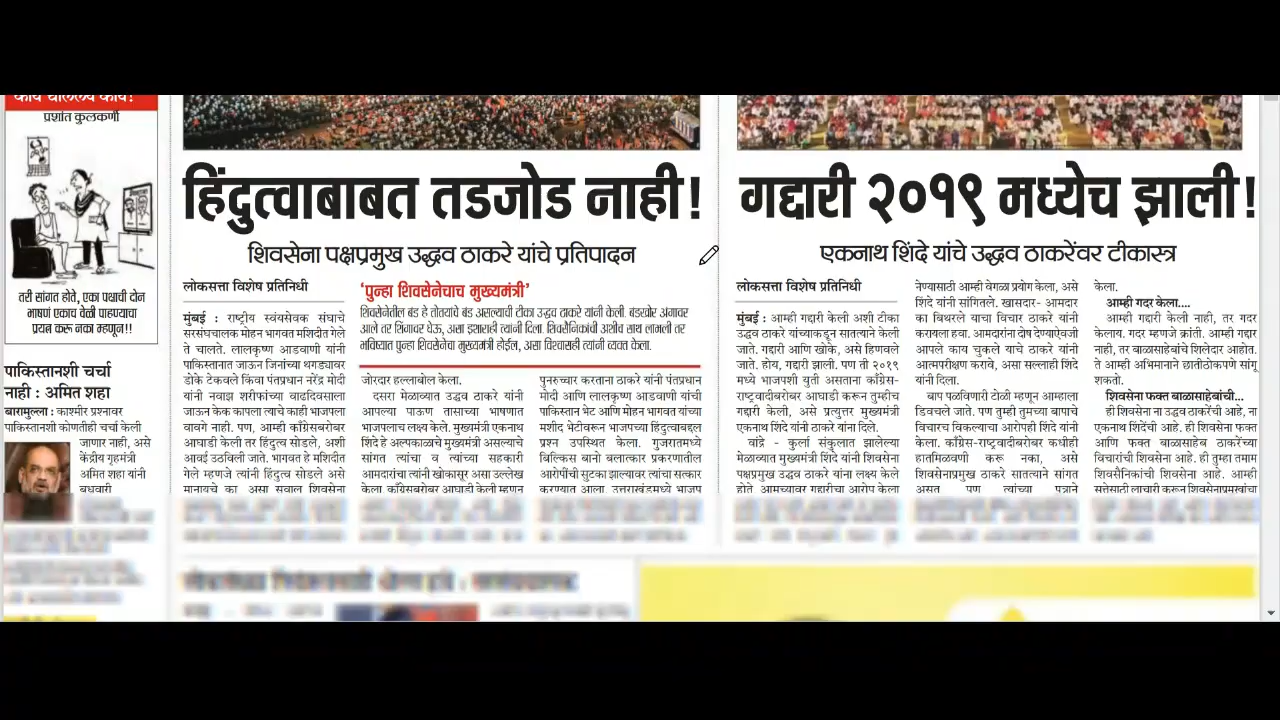 काय चाललंय काय!
प्रशांत कुलकर्णी
तरी सांगत होते, एका पक्षाची दोन
भाषणं एकाच वेळी पाहण्याचा
प्रयत्न करू नका म्हणून!!
पाकिस्तानशी चर्चा
नाही : अमित शहा
बारामुल्ला : काश्मीर प्रश्नावर
पाकिस्तानशी कोणतीही चर्चा केली
जाणार नाही, असे
केंद्रीय गृहमंत्री
अमित शहा यांनी
बुधवारी
हिंदुत्वाबाबत तडजोड नाही!
शिवसेना पक्षप्रमुख उद्धव ठाकरे यांचे प्रतिपादन
लोकसत्ता विशेष प्रतिनिधी
मुंबई : राष्ट्रीय स्वयंसेवक संघाचे
सरसंघचालक मोहन भागवत मशिदीत गेले
ते चालते. लालकृष्ण आडवाणी यांनी
पाकिस्तानात जाऊन जिनांच्या थडग्यावर
डोके टेकवले किंवा पंतप्रधान नरेंद्र मोदी
यांनी नवाझ शरीफांच्या वाढदिवसाला
जाऊन केक कापला त्याचे काही भाजपला
वावगे नाही. पण, आम्ही काँग्रेसबरोबर
आघाडी केली तर हिंदुत्व सोडले, अशी
आवई उठविली जाते. भागवत हे मशिदीत
गेले म्हणजे त्यांनी हिंदुत्व सोडले असे
मानायचे का, असा सवाल शिवसेना
'पुन्हा शिवसेनेचाच मुख्यमंत्री'
शिवसेनेतील बंड हे तोतयांचे बंड असल्याची टीका उद्धव ठाकरे यांनी केली. बंडखोर अंगावर
आले तर शिंगावर घेऊ, असा इशाराही त्यांनी दिला. शिवसैनिकांची अशीच साथ लाभली तर
भविष्यात पुन्हा शिवसेनेचा मुख्यमंत्री होईल, असा विश्वासही त्यांनी व्यक्त केला.
जोरदार हल्लाबोल केला.
दसरा मेळाव्यात उद्धव ठाकरे यांनी
आपल्या पाऊण तासाच्या भाषणात
भाजपलाच लक्ष्य केले. मुख्यमंत्री एकनाथ
शिंदे हे अल्पकाळाचे मुख्यमंत्री असल्याचे
सांगत त्यांचा व त्यांच्या सहकारी
आमदारांचा त्यांनी खोकासूर असा उल्लेख
केला. काँग्रेसबरोबर आघाडी केली म्हणून
पुनरुच्चार करताना ठाकरे यांनी पंतप्रधान
मोदी आणि लालकृष्ण आडवाणी यांची
पाकिस्तान भेट आणि मोहन भागवत यांच्या
मशीद भेटीवरून भाजपच्या हिंदुत्वाबद्दल
प्रश्न उपस्थित केला. गुजरातमध्ये
बिल्किस बानो बलात्कार प्रकरणातील
आरोपींची सुटका झाल्यावर त्यांचा सत्कार
करण्यात आला. उत्तराखंडमध्ये भाजप
गद्दारी २०१९ मध्येच झाली!
एकनाथ शिंदे यांचे उद्धव ठाकरेंवर टीकास्त्र
लोकसत्ता विशेष प्रतिनिधी
मुंबई : आम्ही गद्दारी केली अशी टीका
उद्धव ठाकरे यांच्याकडून सातत्याने केली
जाते. गद्दारी आणि खोके, असे हिणवले
जाते. होय, गद्दारी झाली. पण ती २०१९
मध्ये भाजपशी युती असताना काँग्रेस-
राष्ट्रवादीबरोबर आघाडी करून तुम्हीच
गद्दारी केली, असे प्रत्युत्तर मुख्यमंत्री
एकनाथ शिंदे यांनी ठाकरे यांना दिले.
वांद्रे - कुर्ला संकुलात झालेल्या
मेळाव्यात मुख्यमंत्री शिंदे यांनी शिवसेना
पक्षप्रमुख उद्धव ठाकरे यांना लक्ष्य केले
होते. आमच्यावर गद्दारीचा आरोप केला
नेण्यासाठी आम्ही वेगळा प्रयोग केला, असे
शिंदे यांनी सांगितले. खासदार- आमदार
का बिथरले याचा विचार ठाकरे यांनी
करायला हवा. आमदारांना दोष देण्याऐवजी
आपले काय चुकले याचे ठाकरे यांनी
आत्मपरीक्षण करावे, असा सल्लाही शिंदे
यांनी दिला.
बाप पळविणारी टोळी म्हणून आम्हाला
डिवचले जाते. पण तुम्ही तुमच्या बापाचे
विचारच विकल्याचा आरोपही शिंदे यांनी
केला. काँग्रेस-राष्ट्रवादीबरोबर कधीही
हातमिळवणी करू नका, असे
शिवसेनाप्रमुख ठाकरे सातत्याने सांगत
असत पण त्यांच्या पुत्राने
केला.
आम्ही गदर केला....
आम्ही गद्दारी केली नाही, तर गदर
केलाय. गदर म्हणजे क्रांती. आम्ही गद्दार
नाही, तर बाळासाहेबांचे शिलेदार आहोत.
ते आम्ही अभिमानाने छातीठोकपणे सांगू
शकतो.
शिवसेना फक्त बाळासाहेबांची...
ही शिवसेना ना उद्धव ठाकरेंची आहे, ना
एकनाथ शिंदेंची आहे. ही शिवसेना फक्त
आणि फक्त बाळासाहेब ठाकरेंच्या
विचारांची शिवसेना आहे. ही तुम्हा तमाम
शिवसैनिकांची शिवसेना आहे. आम्ही
सत्तेसाठी लाचारी करून शिवसेनाप्रमुखांचा